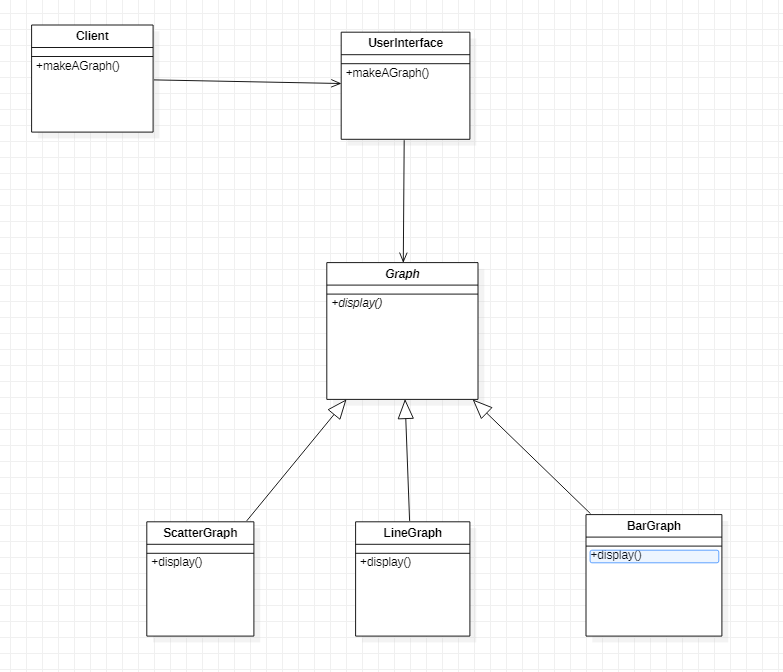 Client
+makeAGraph()
UserInterface
+makeAGraph()
Graph
+display()
ScatterGraph
+display()
LineGraph
+display()
BarGraph
+display()